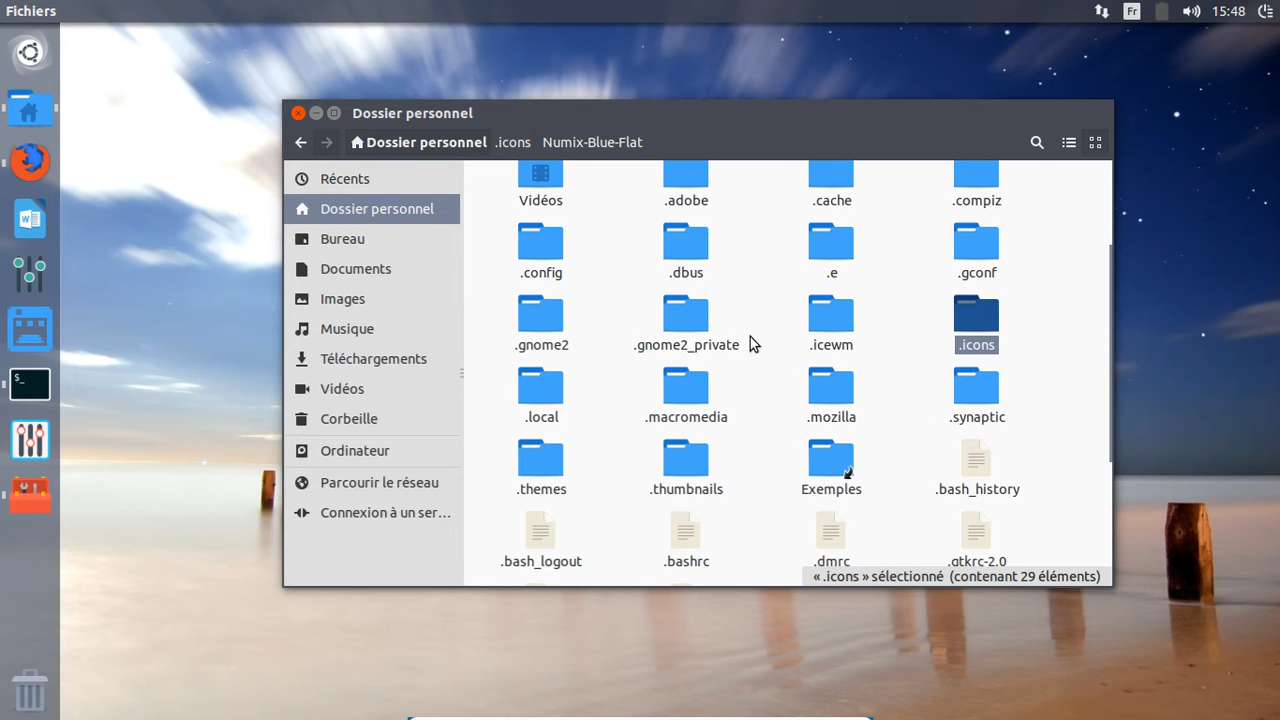 Fichiers
Fr
15:48
Dossier personnel
Dossier personnel .icons Numix-Blue-Flat
Récents
Dossier personnel
Bureau
Documents
Images
Musique
Téléchargements
Vidéos
Corbeille
Ordinateur
Parcourir le réseau
Connexion à un ser…
Vidéos .adobe .cache .compiz
.config .dbus .e .gconf
.gnome2 .gnome2_private .icewm .icons
.local .macromedia .mozilla .synaptic
.themes .thumbnails Exemples .bash_history
.bash_logout .bashrc .dmrc .gtkrc-2.0
« .icons » sélectionné (contenant 29 éléments)
W
$_